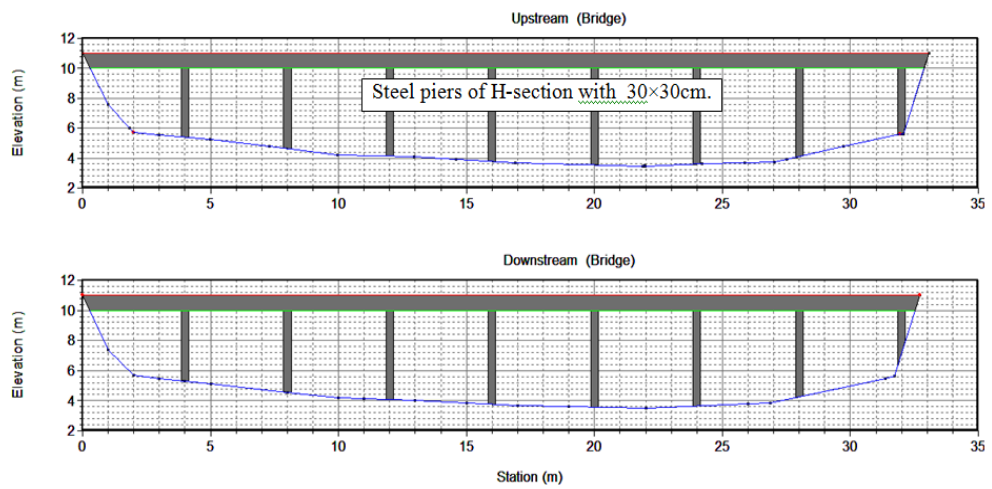 Upstream (Bridge)
Elevation (m)
12
10
8
6
4
2
Steel piers of H-section with 30×30cm.
0 5 10 15 20 25 30 35
Downstream (Bridge)
Elevation (m)
12
10
8
6
4
2
0 5 10 15 20 25 30 35
Station (m)